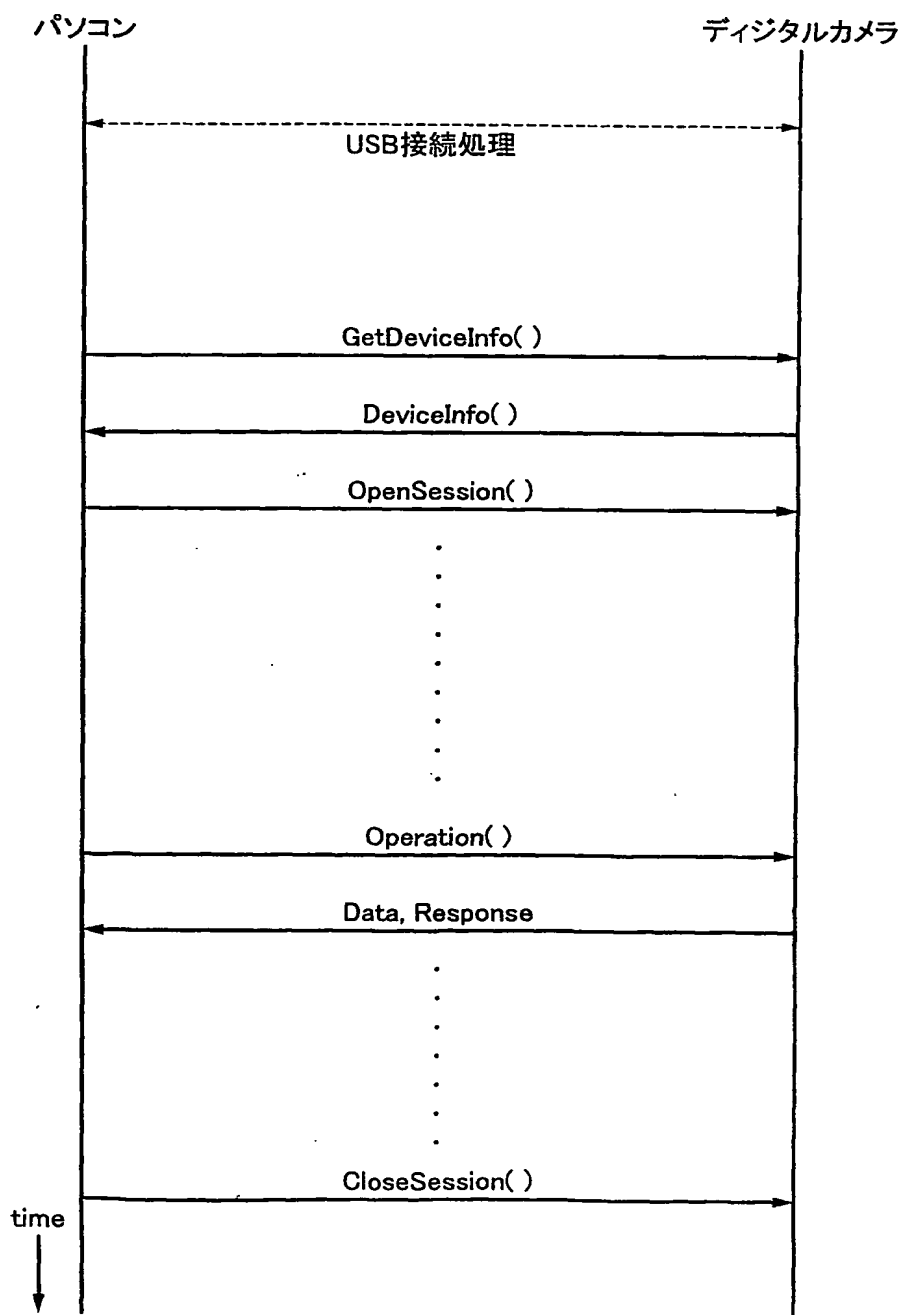 パソコン
ディジタルカメラ
USB接続処理
GetDeviceInfo( )
DeviceInfo( )
OpenSession( )
Operation( )
Data, Response
CloseSession( )
time